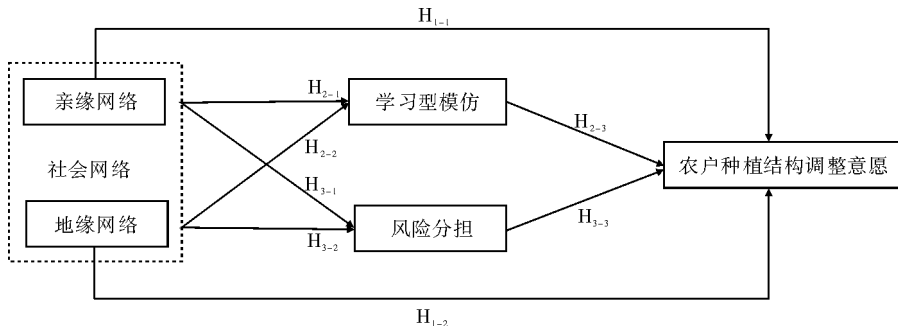 H₁₋₁
亲缘网络
H₂₋₁
学习型模仿
H₂₋₃
社会网络
H₂₋₂
农户种植结构调整意愿
H₃₋₁
地缘网络
H₃₋₂
风险分担
H₃₋₃
H₁₋₂